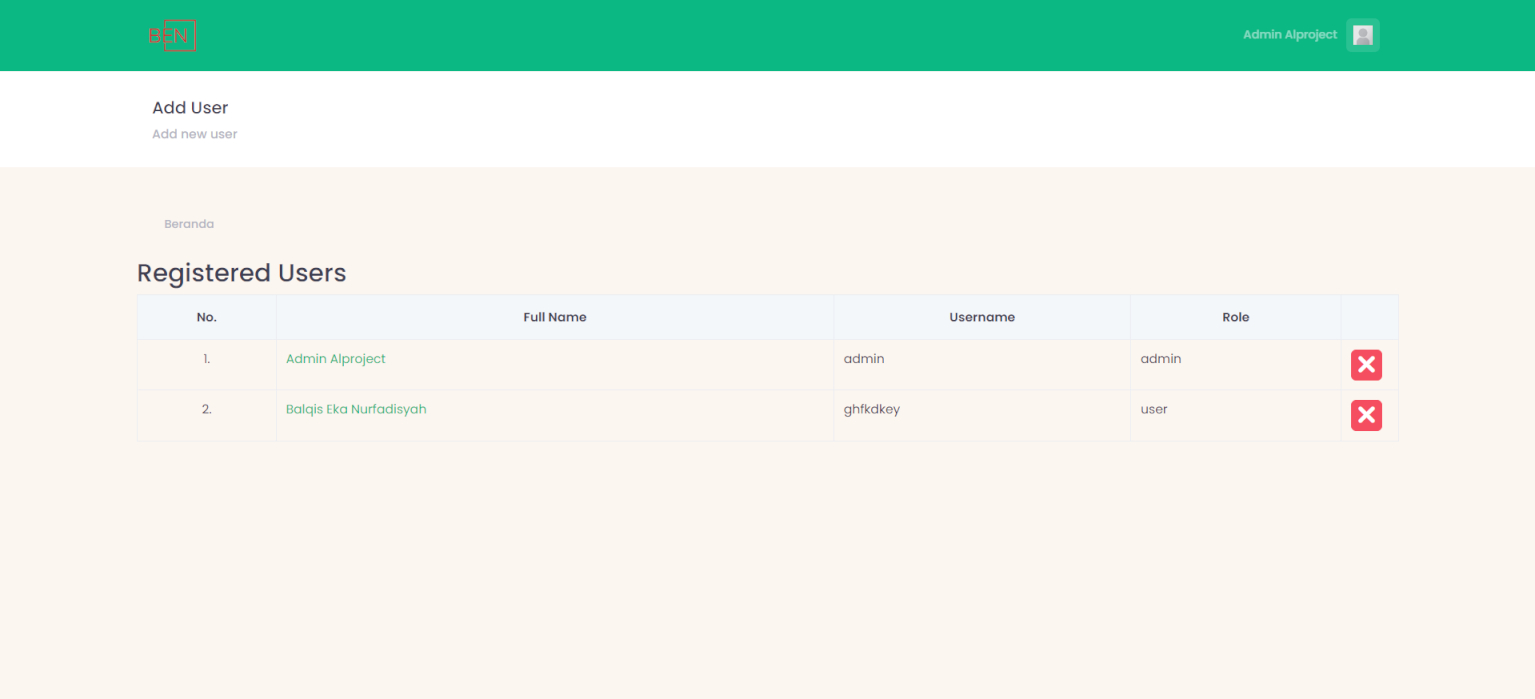 BEN
Admin Alproject
Add User
Add new user
Beranda
Registered Users
No. Full Name Username Role
1. Admin Alproject admin admin
2. Balqis Eka Nurfadisyah ghfkdkey user